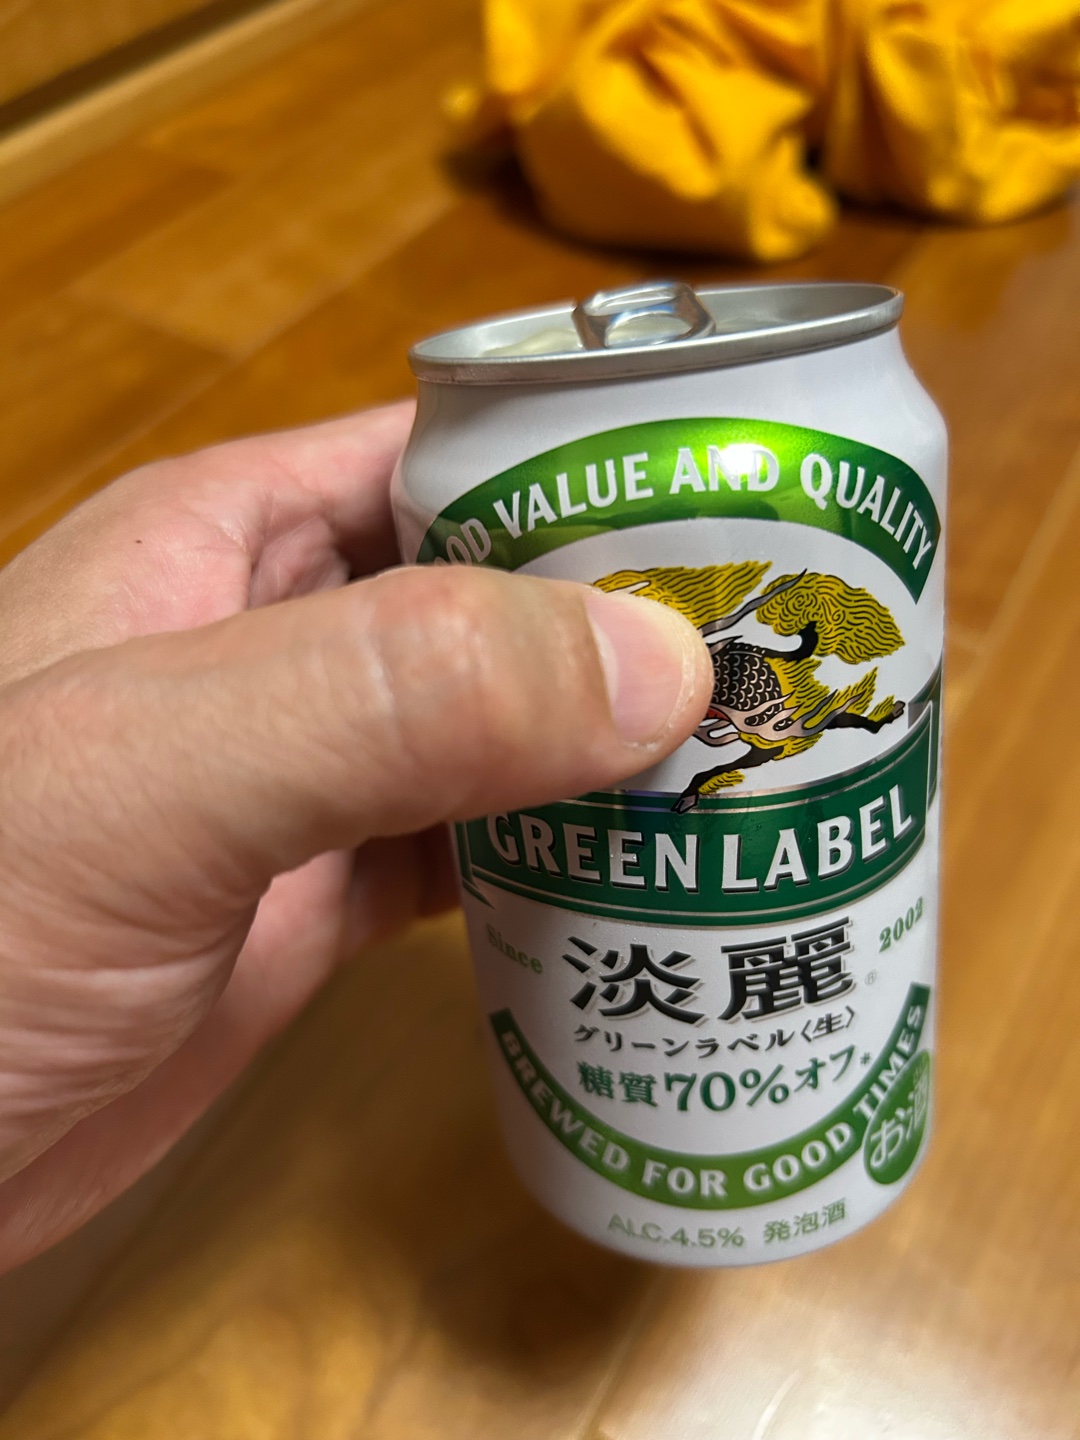 OOD VALUE AND QUALITY
GREEN LABEL
Since 2002
淡麗®
グリーンラベル〈生〉
糖質70%オフ*
BREWED FOR GOOD TIMES
お酒
ALC.4.5% 発泡酒